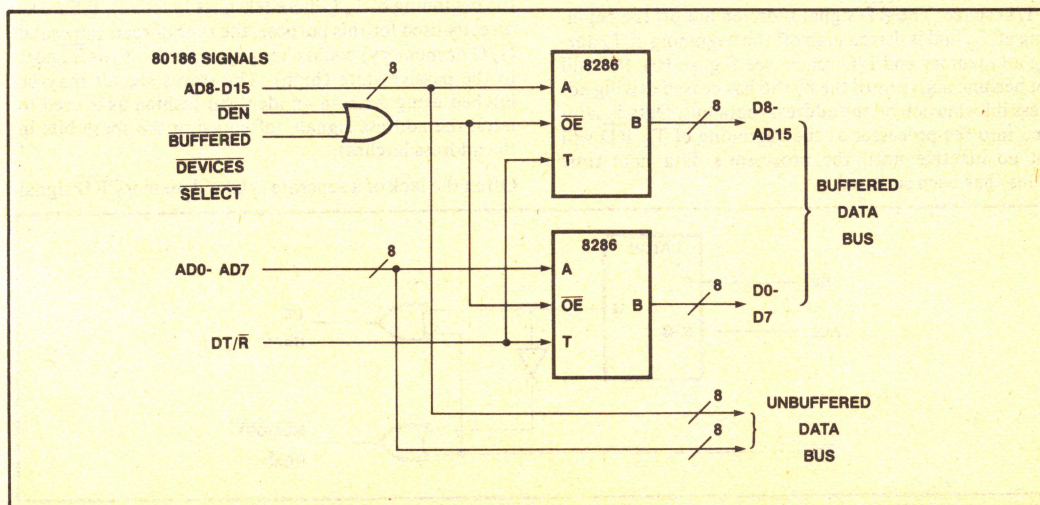 80186 SIGNALS
AD8-D15
DEN
BUFFERED
DEVICES
SELECT
AD0- AD7
DT/R
8
8
8286
A
OE
T
B
8
D8-
AD15
8286
A
OE
T
B
8
D0-
D7
BUFFERED
DATA
BUS
8
8
UNBUFFERED
DATA
BUS